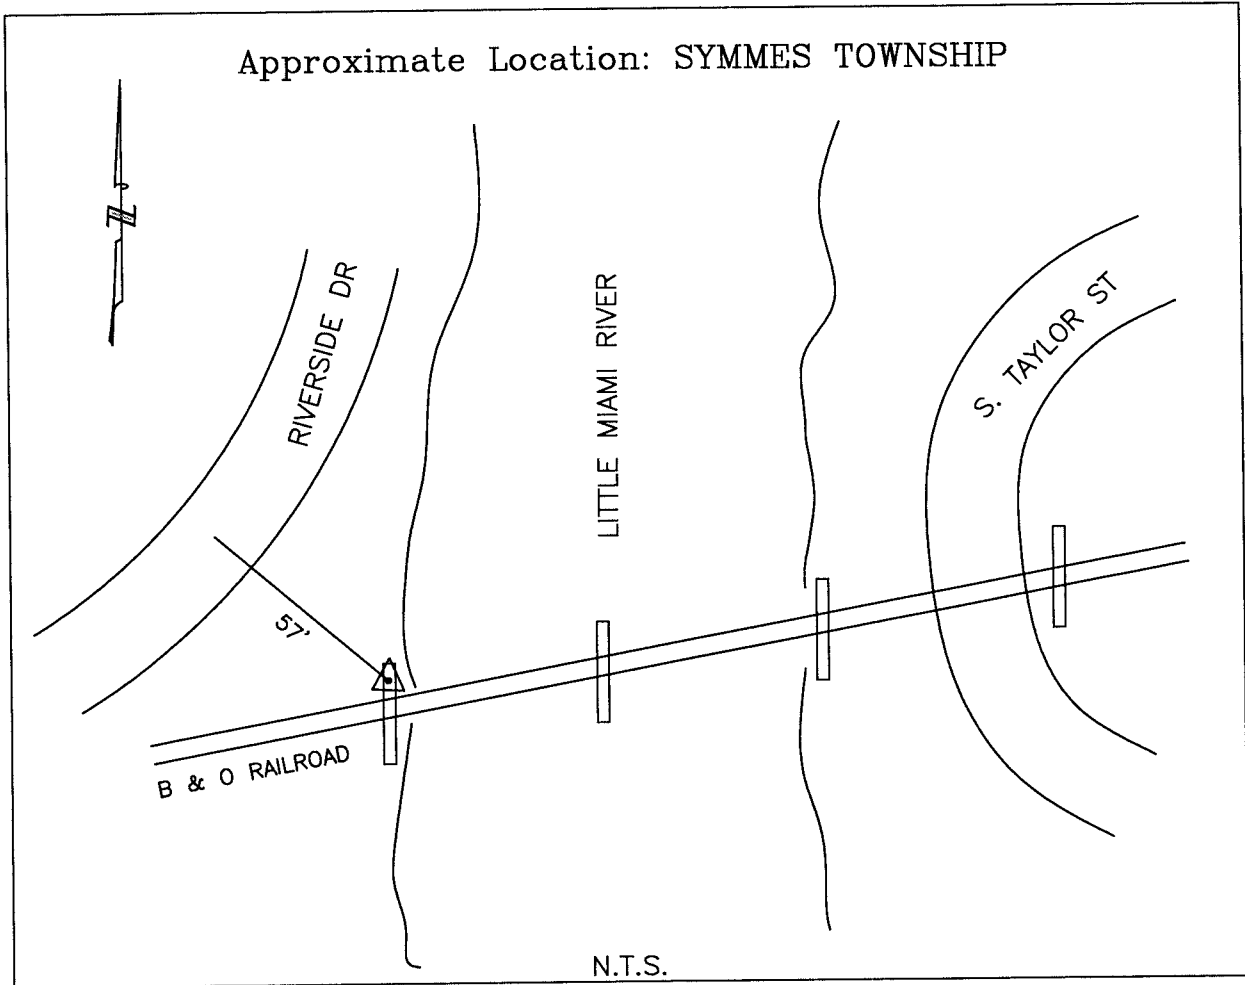 Approximate Location: SYMMES TOWNSHIP
N
RIVERSIDE DR
LITTLE MIAMI RIVER
S. TAYLOR ST
57'
B & O RAILROAD
N.T.S.